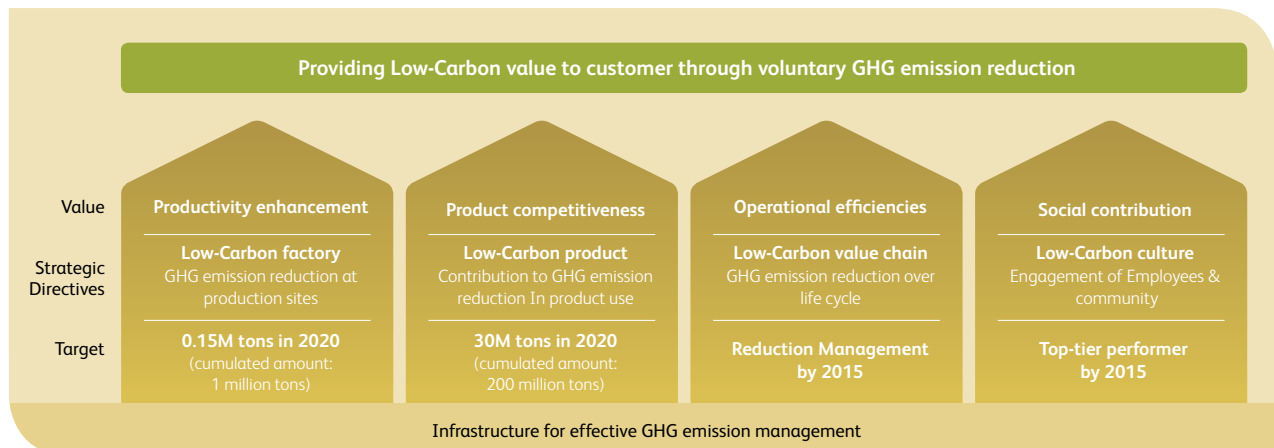 Providing Low-Carbon value to customer through voluntary GHG emission reduction
Value
Productivity enhancement
Product competitiveness
Operational efficiencies
Social contribution
Strategic
Directives
Low-Carbon factory
GHG emission reduction at
production sites
Low-Carbon product
Contribution to GHG emission
reduction In product use
Low-Carbon value chain
GHG emission reduction over
life cycle
Low-Carbon culture
Engagement of Employees &
community
Target
0.15M tons in 2020
(cumulated amount:
1 million tons)
30M tons in 2020
(cumulated amount:
200 million tons)
Reduction Management
by 2015
Top-tier performer
by 2015
Infrastructure for effective GHG emission management